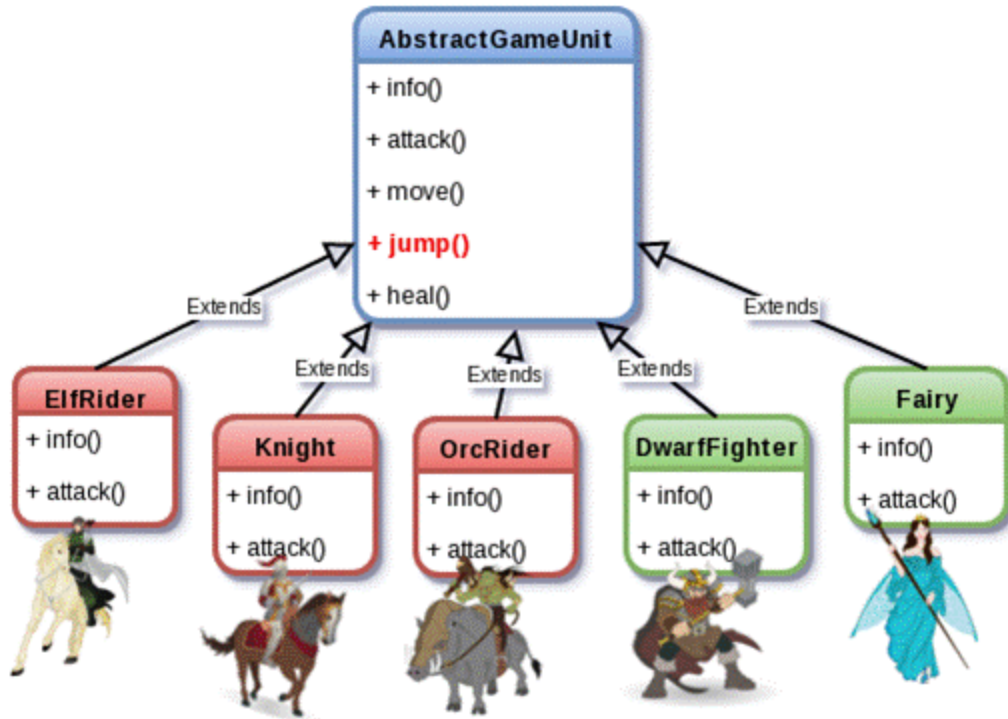 AbstractGameUnit
+ info()
+ attack()
+ move()
+ jump()
+ heal()
Extends
Extends
Extends
Extends
Extends
ElfRider
+ info()
+ attack()
Knight
+ info()
+ attack()
OrcRider
+ info()
+ attack()
DwarfFighter
+ info()
+ attack()
Fairy
+ info()
+ attack()